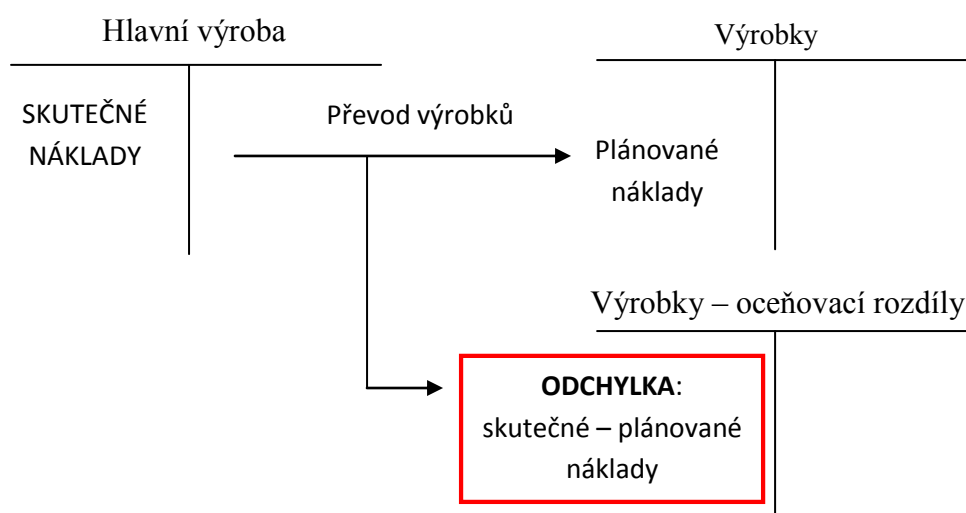 Hlavní výroba
Výrobky
SKUTEČNÉ
NÁKLADY
Převod výrobků
Plánované
náklady
Výrobky – oceňovací rozdíly
ODCHYLKA:
skutečné – plánované
náklady